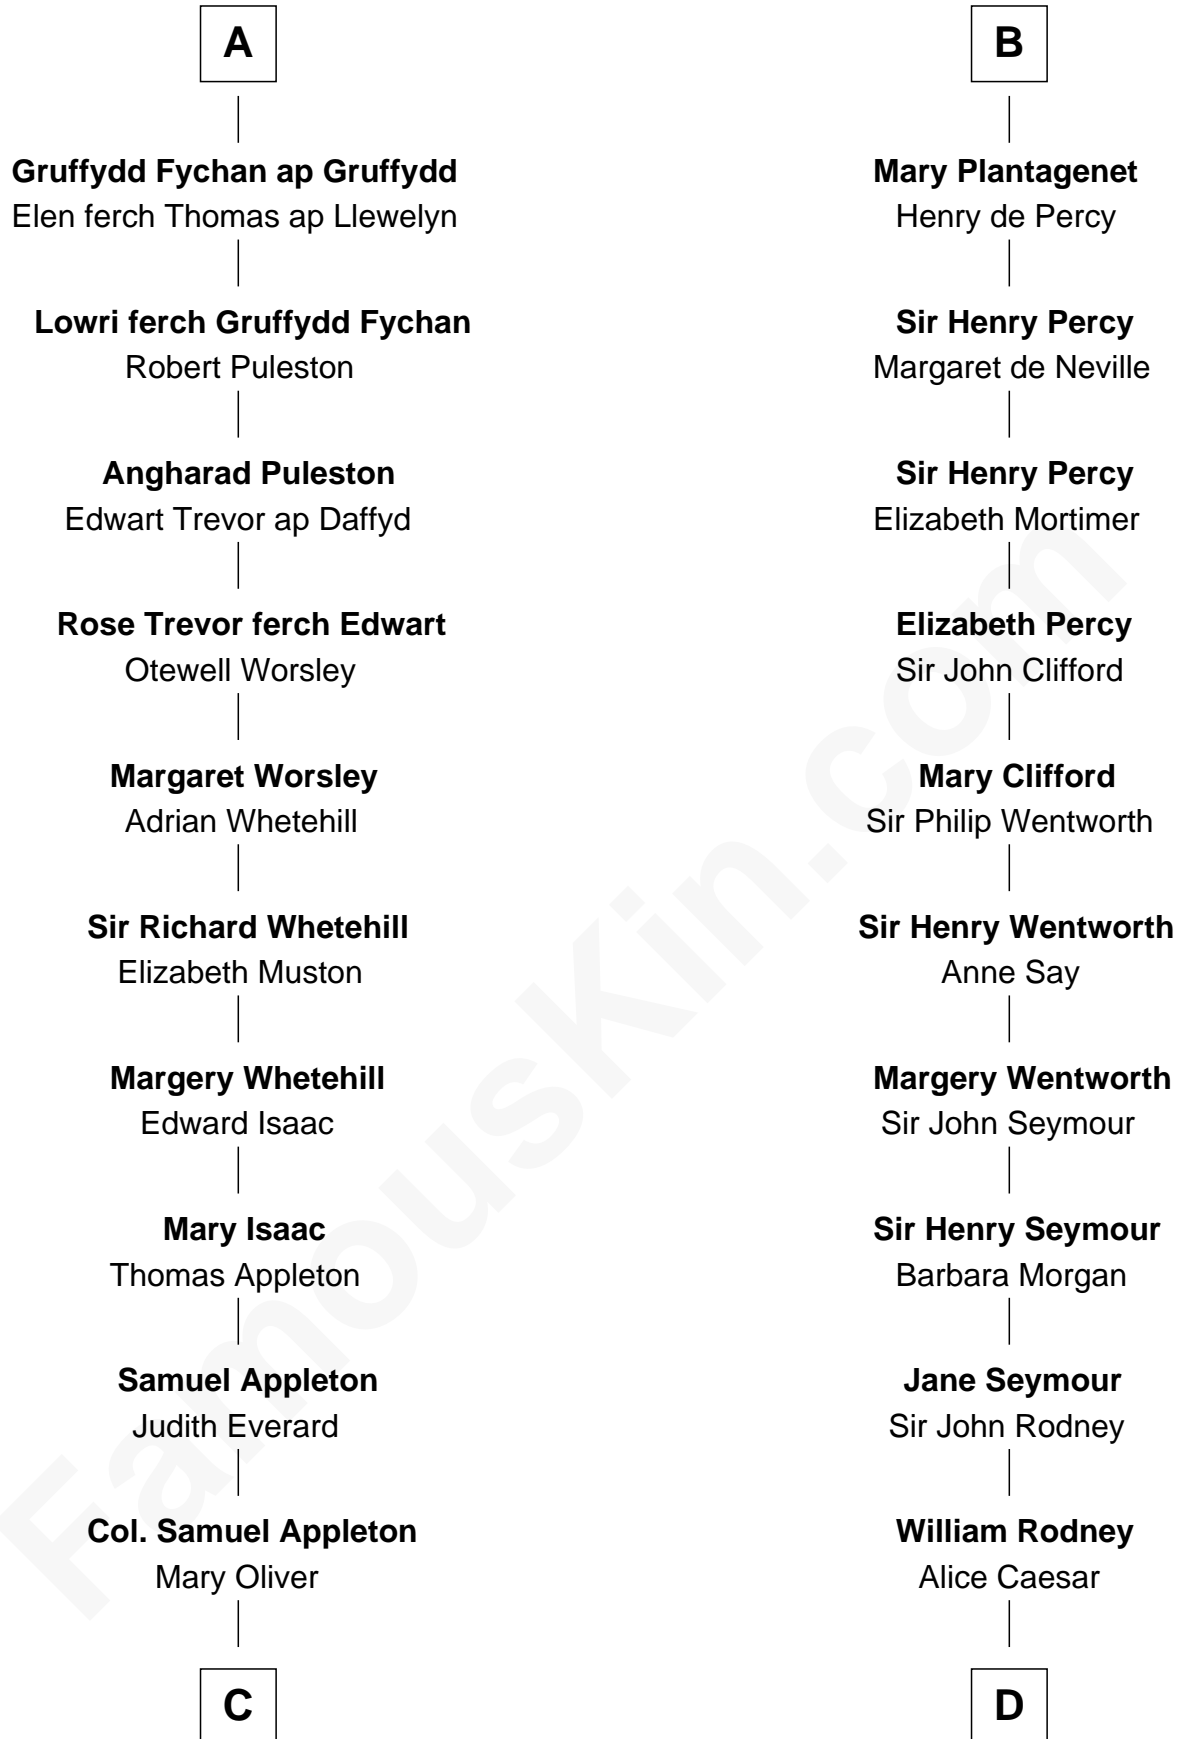 A
Gruffydd Fychan ap Gruffydd
Elen ferch Thomas ap Llewelyn
Lowri ferch Gruffydd Fychan
Robert Puleston
Angharad Puleston
Edwart Trevor ap Daffyd
Rose Trevor ferch Edwart
Otewell Worsley
Margaret Worsley
Adrian Whetehill
Sir Richard Whetehill
Elizabeth Muston
Margery Whetehill
Edward Isaac
Mary Isaac
Thomas Appleton
Samuel Appleton
Judith Everard
Col. Samuel Appleton
Mary Oliver
C
B
Mary Plantagenet
Henry de Percy
Sir Henry Percy
Margaret de Neville
Sir Henry Percy
Elizabeth Mortimer
Elizabeth Percy
Sir John Clifford
Mary Clifford
Sir Philip Wentworth
Sir Henry Wentworth
Anne Say
Margery Wentworth
Sir John Seymour
Sir Henry Seymour
Barbara Morgan
Jane Seymour
Sir John Rodney
William Rodney
Alice Caesar
D
FamousKin.com